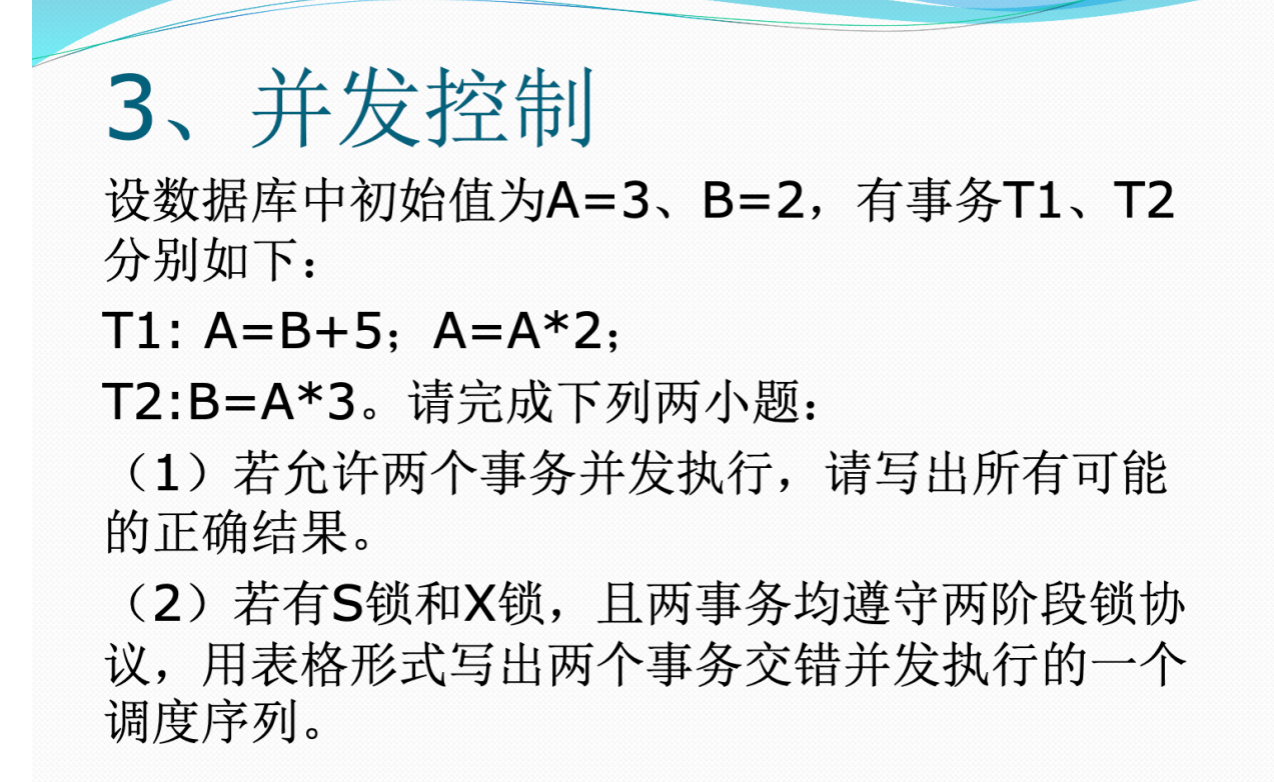 3、并发控制
设数据库中初始值为A=3、B=2，有事务T1、T2
分别如下：
T1: A=B+5；A=A*2；
T2:B=A*3。请完成下列两小题：
（1）若允许两个事务并发执行，请写出所有可能
的正确结果。
（2）若有S锁和X锁，且两事务均遵守两阶段锁协
议，用表格形式写出两个事务交错并发执行的一个
调度序列。